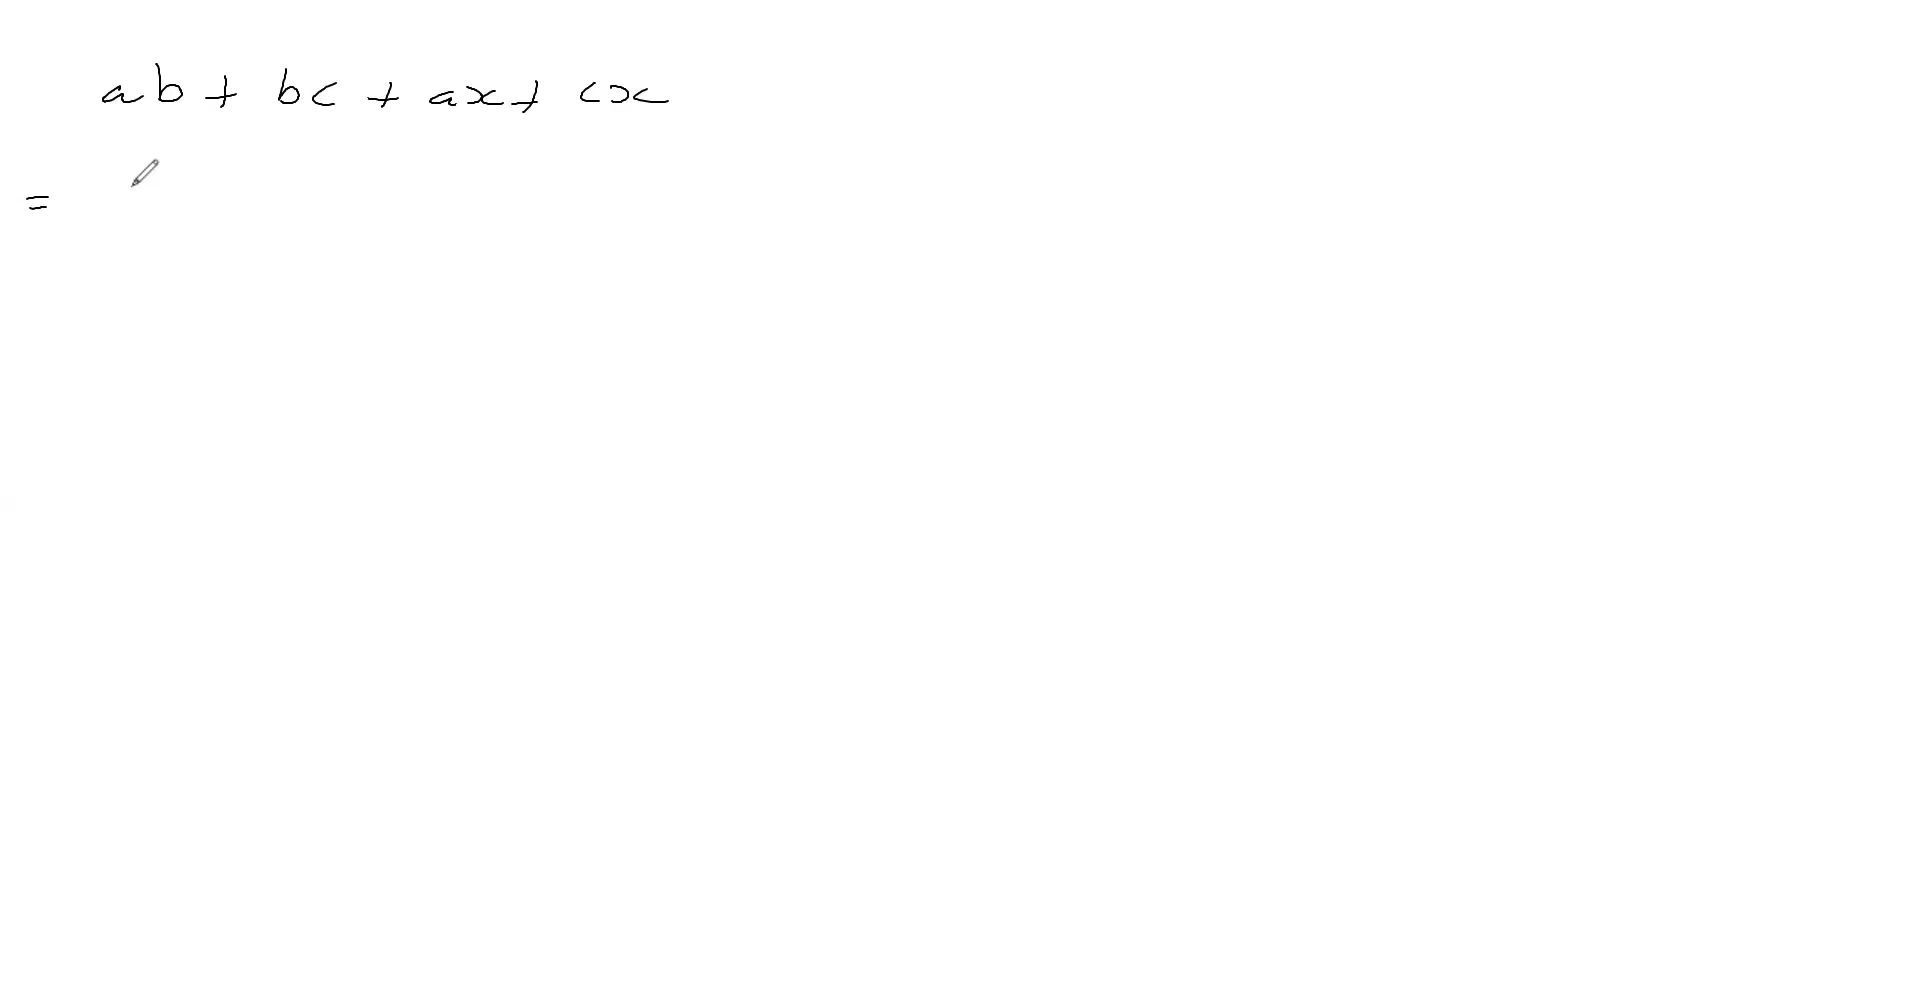 ab + bc + ax + cx
=